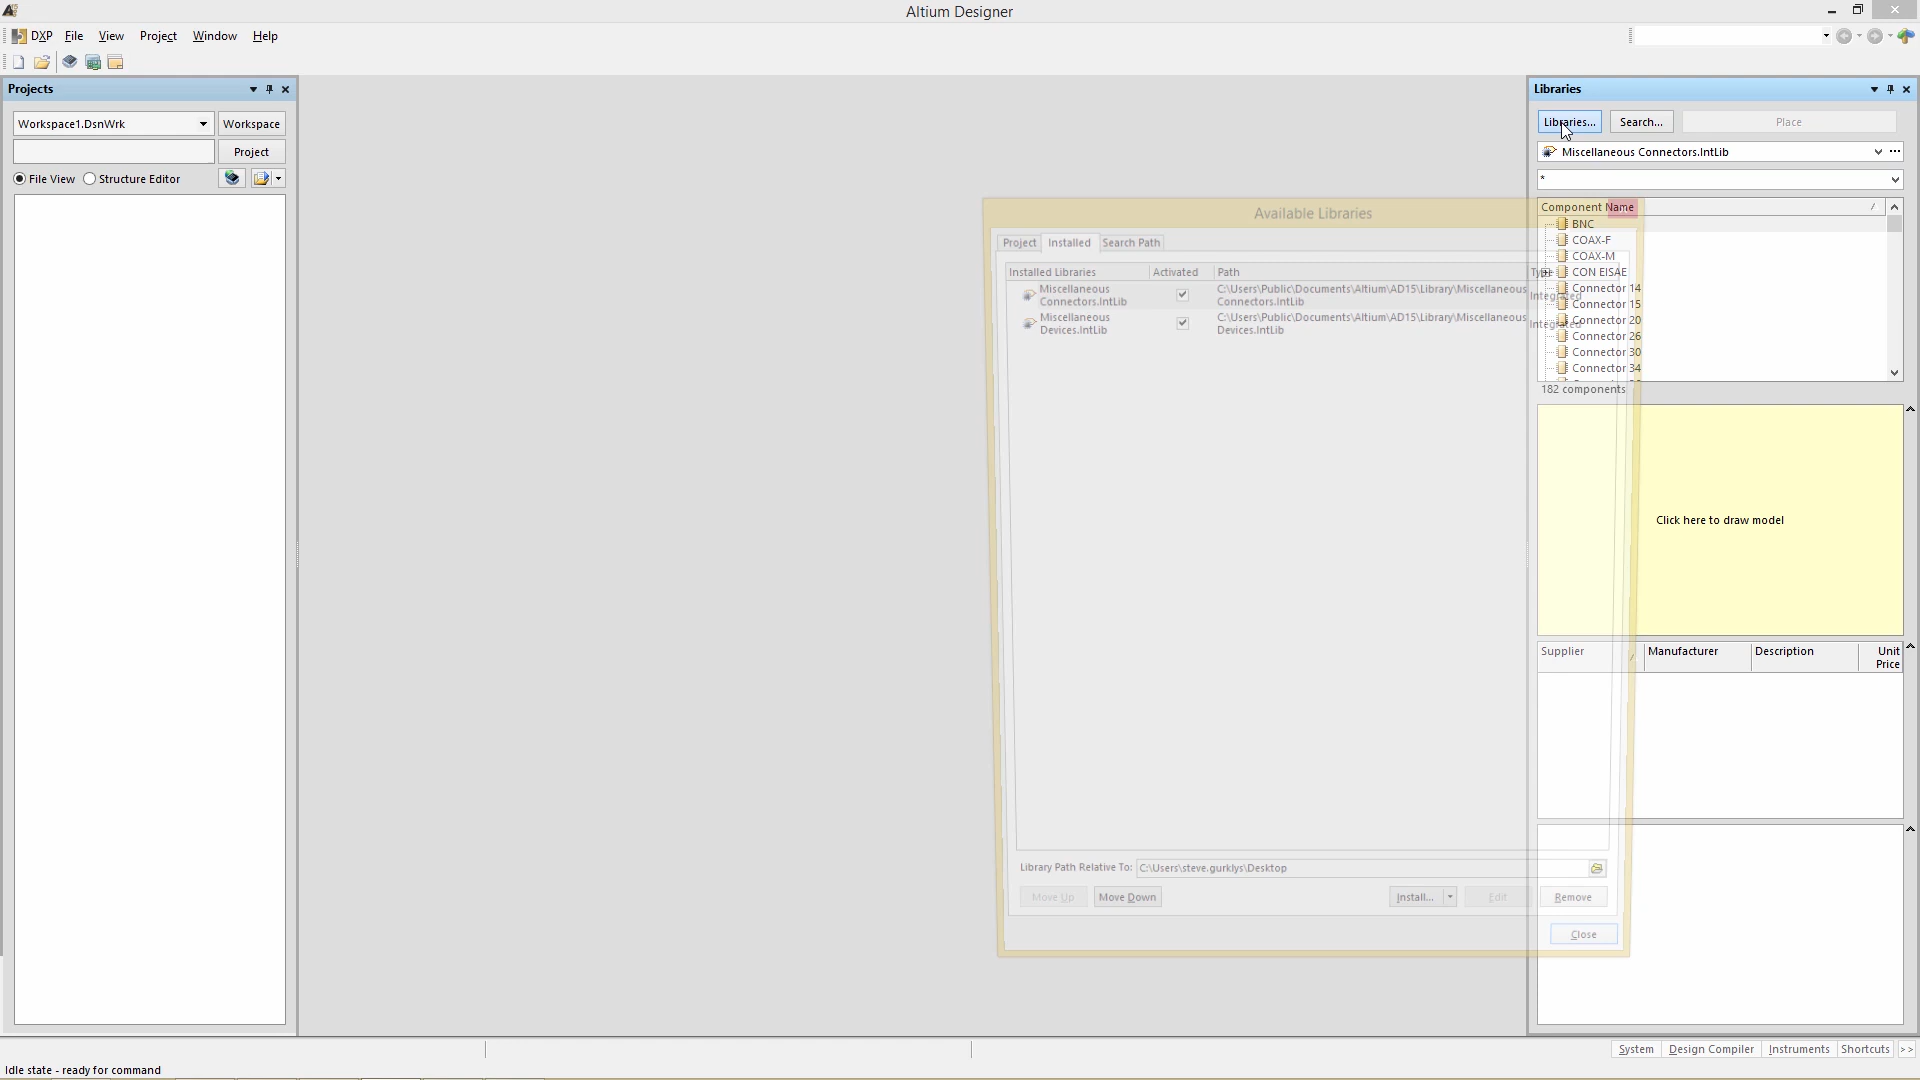 Altium Designer
DXP File View Project Window Help
Projects
Workspace1.DsnWrk Workspace
Project
File View Structure Editor
Available Libraries
Project Installed Search Path
Installed Libraries Activated Path Type
Miscellaneous Connectors.IntLib C:\Users\Public\Documents\Altium\AD15\Library\Miscellaneous Connectors.IntLib Integrated
Miscellaneous Devices.IntLib C:\Users\Public\Documents\Altium\AD15\Library\Miscellaneous Devices.IntLib Integrated
Library Path Relative To: C:\Users\steve.gurklys\Desktop
Move Up Move Down Install... Edit Remove
Close
Libraries
Libraries... Search... Place
Miscellaneous Connectors.IntLib ...
*
Component Name
BNC
COAX-F
COAX-M
CON EISAE
Connector 14
Connector 15
Connector 20
Connector 26
Connector 30
Connector 34
182 components
Click here to draw model
Supplier Manufacturer Description Unit Price
System Design Compiler Instruments Shortcuts >>
Idle state - ready for command